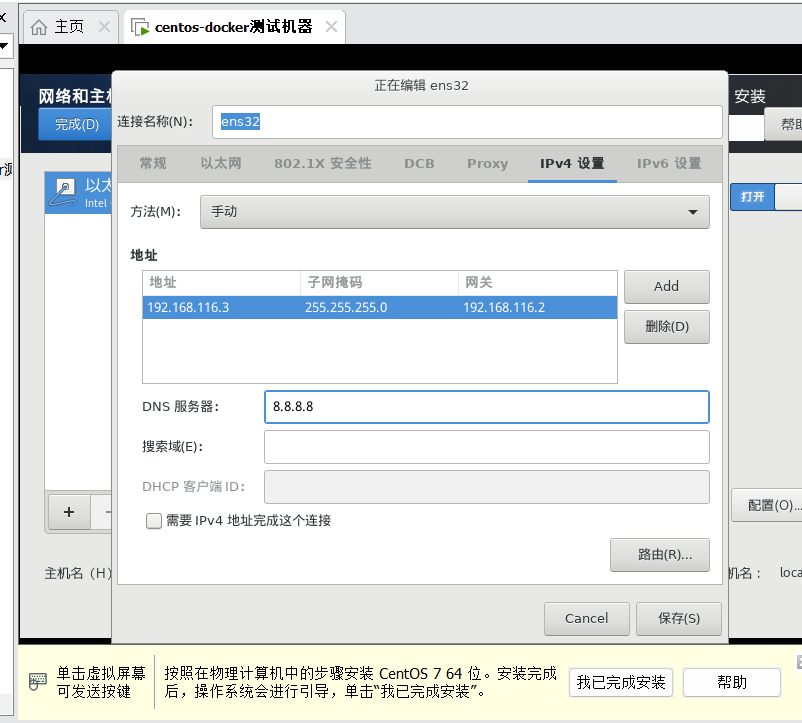 主页
centos-docker测试机器
网络和主机
安装
正在编辑 ens32
完成(D)
帮助
连接名称(N)：
ens32
常规
以太网
802.1X 安全性
DCB
Proxy
IPv4 设置
IPv6 设置
以太
Intel
打开
方法(M)：
手动
地址
地址
子网掩码
网关
192.168.116.3
255.255.255.0
192.168.116.2
Add
删除(D)
DNS 服务器：
8.8.8.8
搜索域(E)：
DHCP 客户端 ID：
需要 IPv4 地址完成这个连接
配置(O)...
路由(R)...
主机名（H）
机名：
loca
Cancel
保存(S)
单击虚拟屏幕
可发送按键
按照在物理计算机中的步骤安装 CentOS 7 64 位。安装完成
后，操作系统会进行引导，单击“我已完成安装”。
我已完成安装
帮助